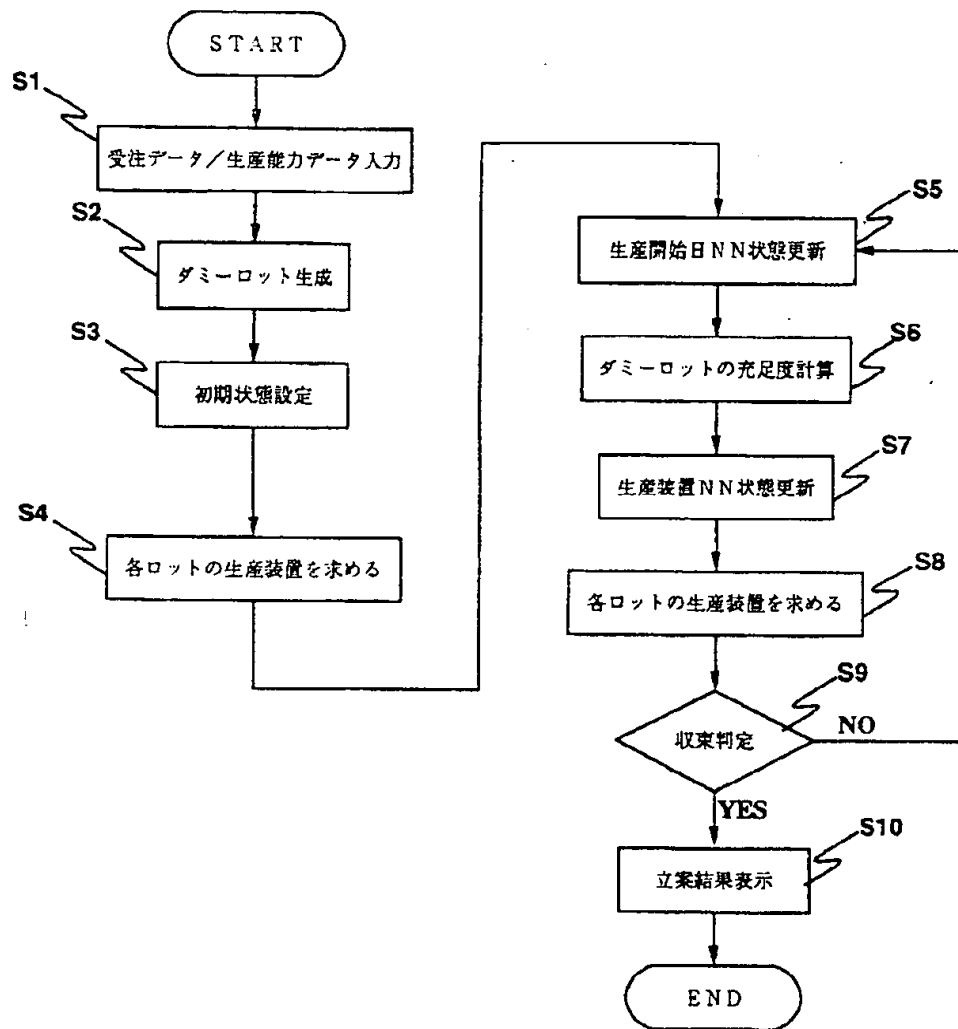 START
S1
受注データ/生産能力データ入力
S2
ダミーロット生成
S3
初期状態設定
S4
各ロットの生産装置を求める
S5
生産開始日NN状態更新
S6
ダミーロットの充足度計算
S7
生産装置NN状態更新
S8
各ロットの生産装置を求める
S9
収束判定
NO
YES
S10
立案結果表示
END